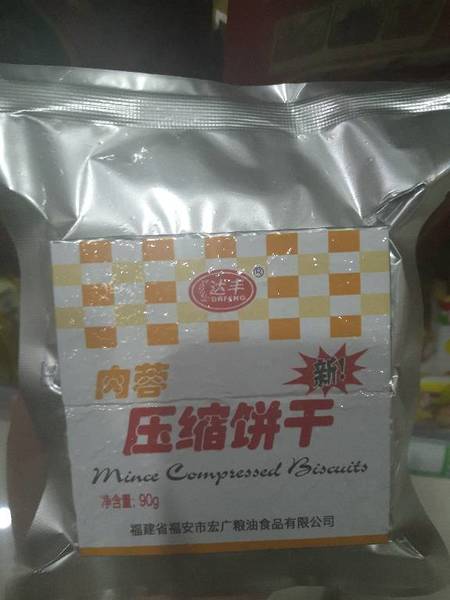 达丰 ®
DAFENG
肉蓉
新!
压缩饼干
Mince Compressed Biscuits
净含量: 90g
福建省福安市宏广粮油食品有限公司